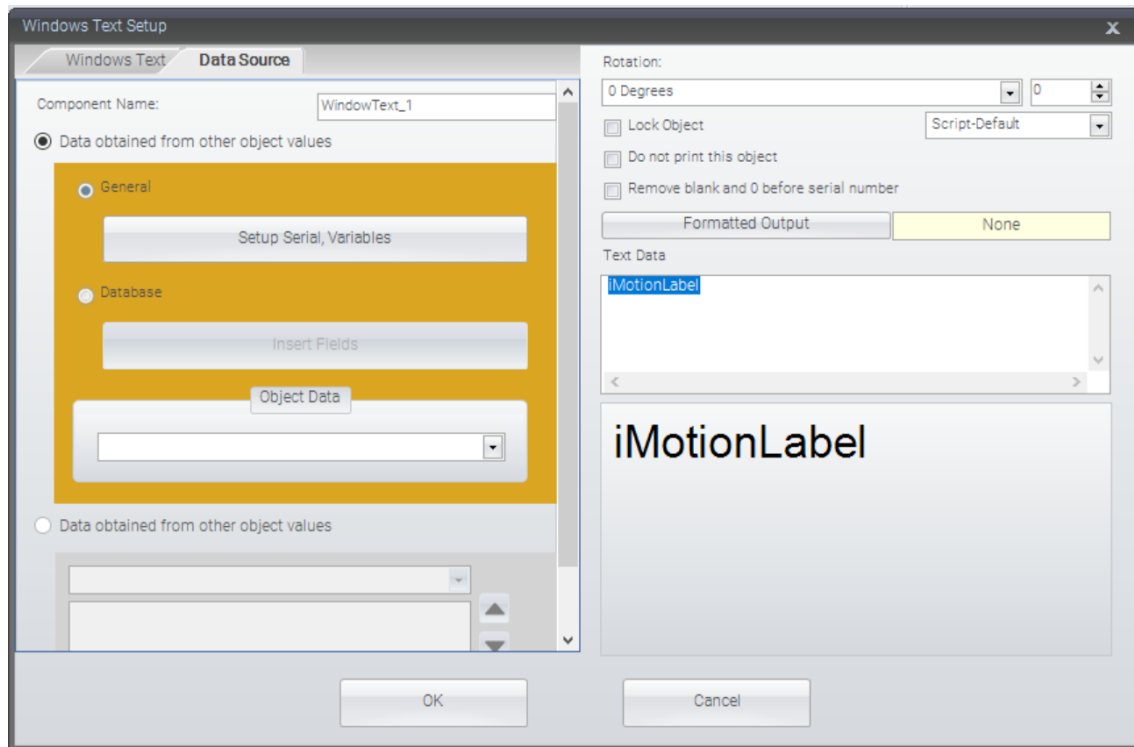 Windows Text Setup
x
Windows Text
Data Source
Component Name:
WindowText_1
Data obtained from other object values
General
Setup Serial, Variables
Database
Insert Fields
Object Data
Data obtained from other object values
Rotation:
0 Degrees
0
Lock Object
Script-Default
Do not print this object
Remove blank and 0 before serial number
Formatted Output
None
Text Data
iMotionLabel
iMotionLabel
OK
Cancel